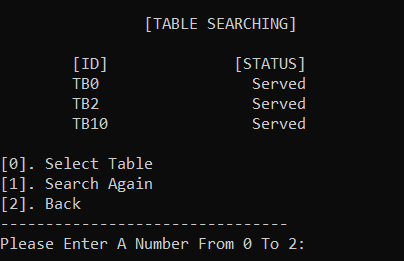 [TABLE SEARCHING]
[ID] [STATUS]
TB0 Served
TB2 Served
TB10 Served
[0]. Select Table
[1]. Search Again
[2]. Back
--------------------------------
Please Enter A Number From 0 To 2: